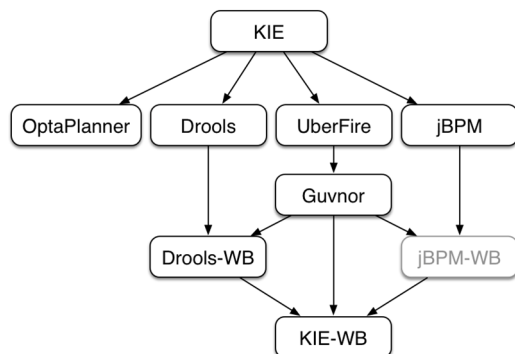 KIE
OptaPlanner
Drools
UberFire
jBPM
Guvnor
Drools-WB
jBPM-WB
KIE-WB